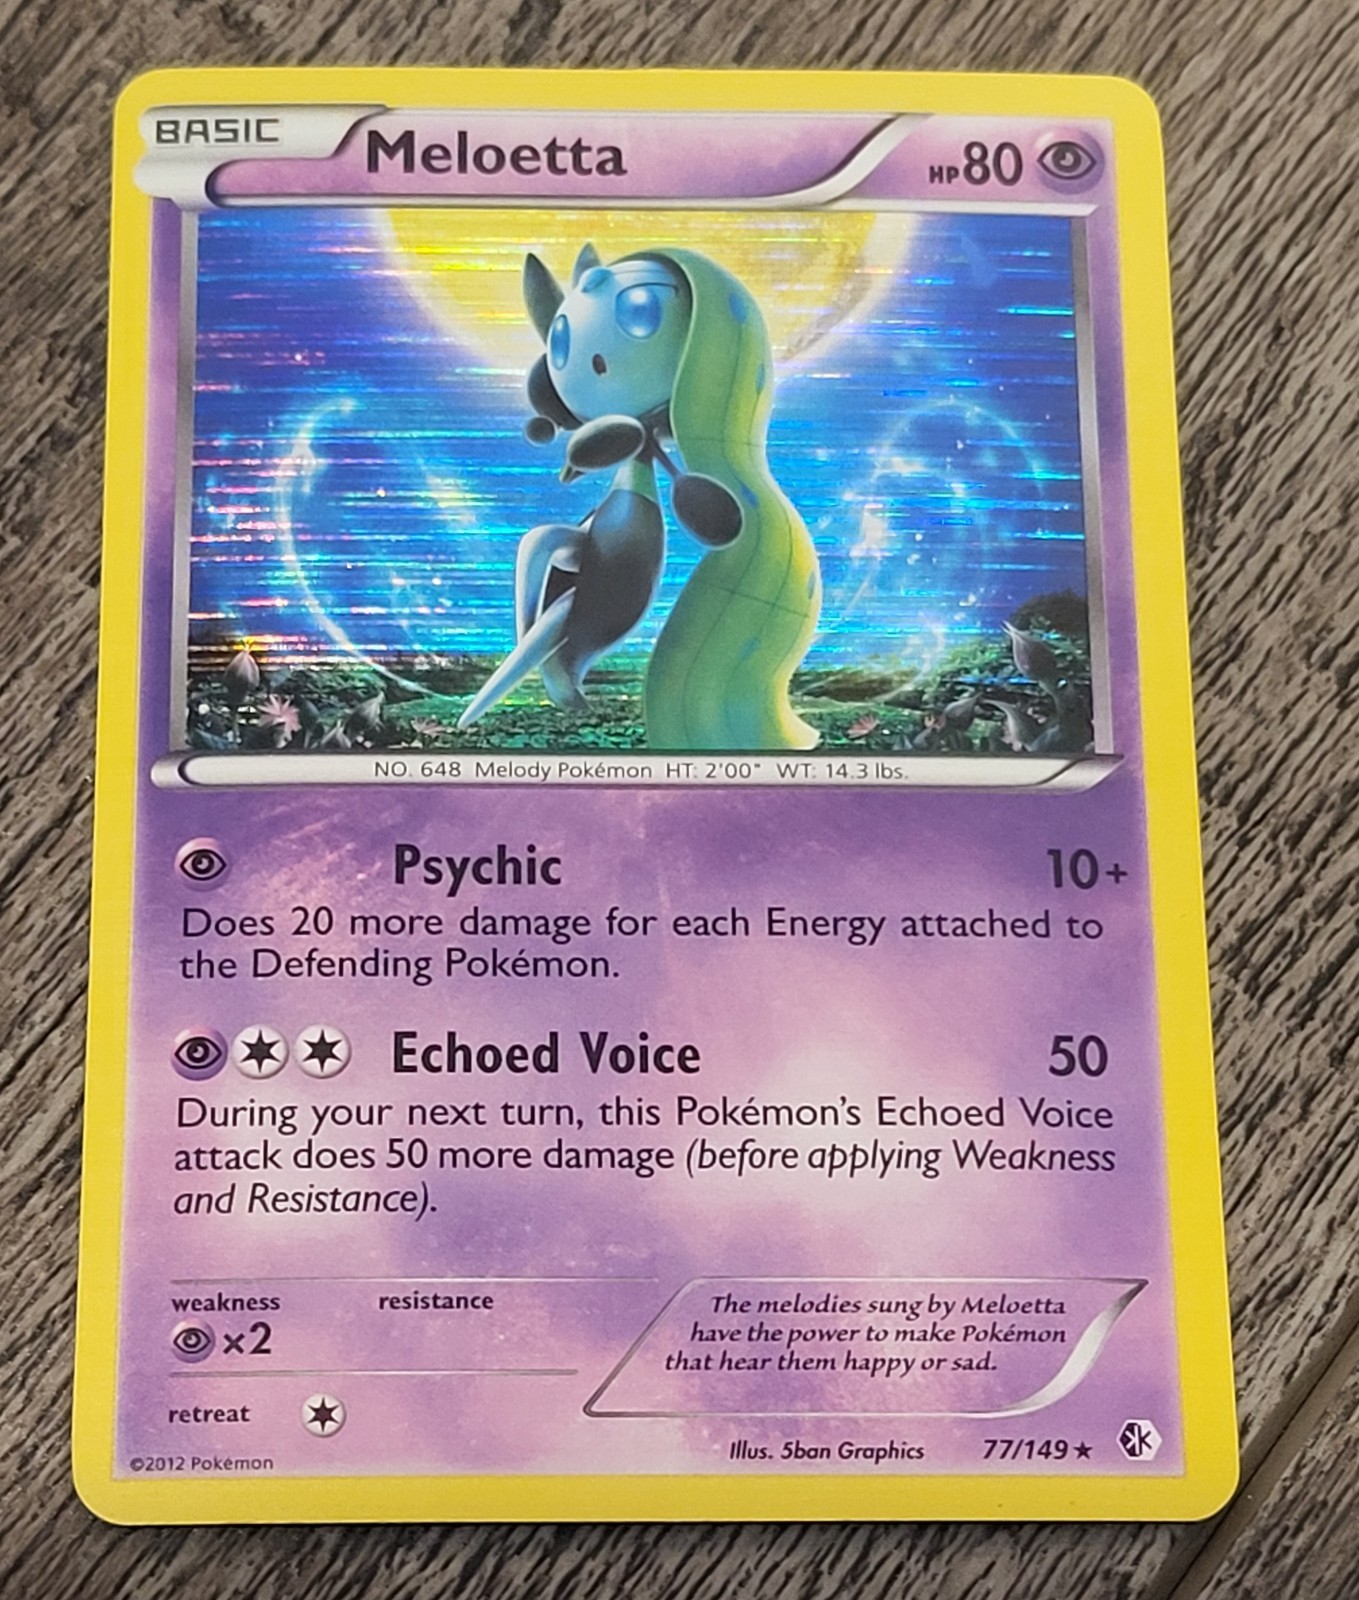 BASIC Meloetta HP80
NO. 648 Melody Pokémon HT: 2'00" WT: 14.3 lbs.
Psychic 10+
Does 20 more damage for each Energy attached to
the Defending Pokémon.
Echoed Voice 50
During your next turn, this Pokémon's Echoed Voice
attack does 50 more damage (before applying Weakness
and Resistance).
weakness resistance
×2
retreat
The melodies sung by Meloetta
have the power to make Pokémon
that hear them happy or sad.
©2012 Pokémon Illus. 5ban Graphics 77/149 ★